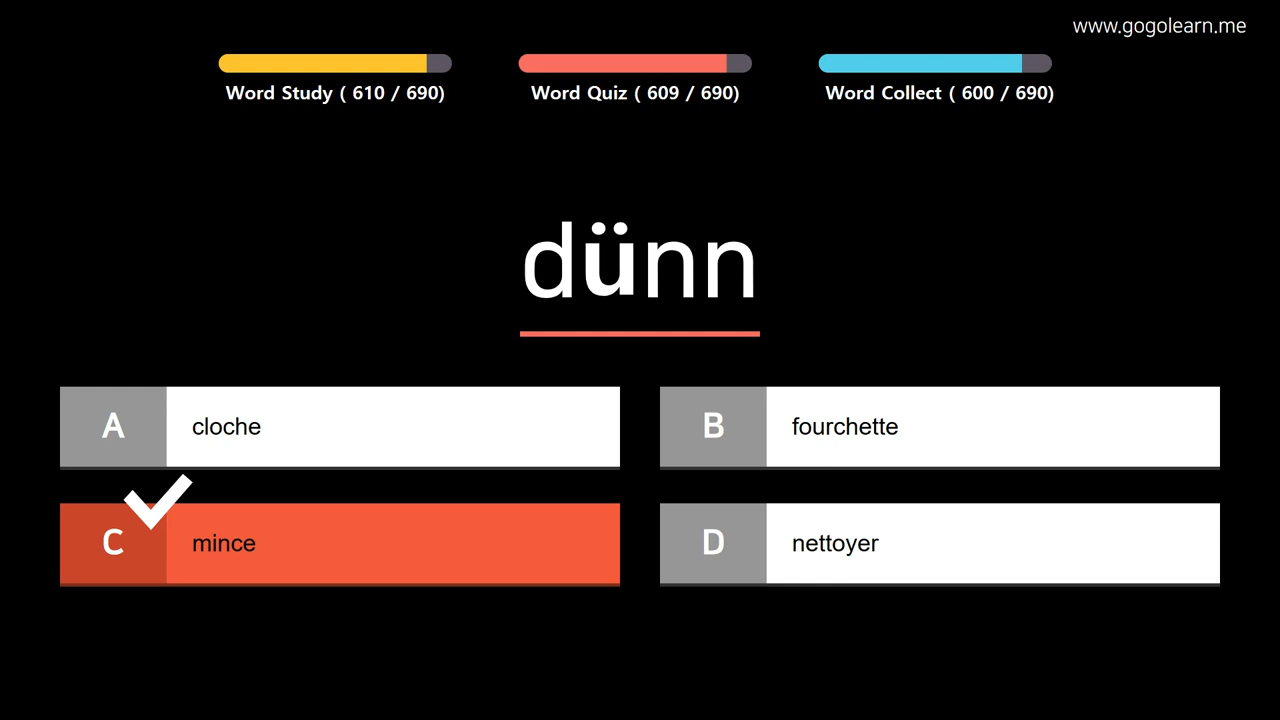 www.gogolearn.me
Word Study ( 610 / 690)
Word Quiz ( 609 / 690)
Word Collect ( 600 / 690)
dünn
A cloche
B fourchette
C mince
D nettoyer